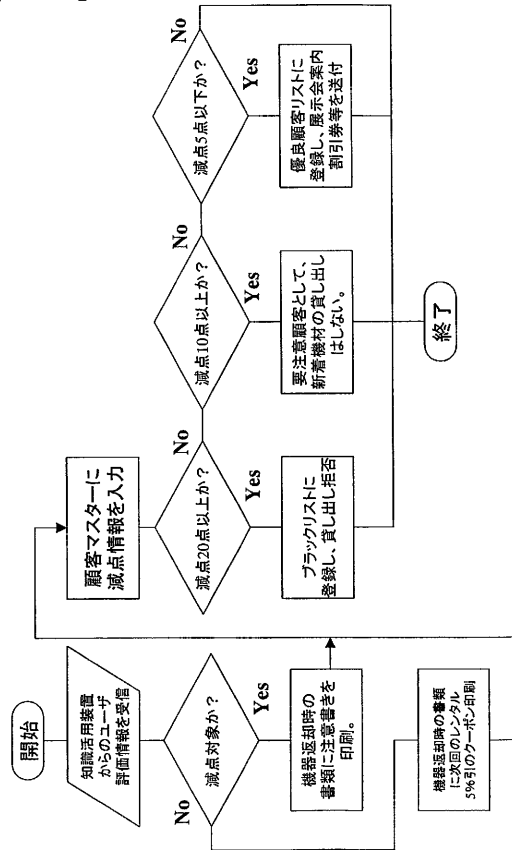 開始
知識活用装置
からのユーザ
評価情報を受信
減点対象か？
No
Yes
機器返却時の
書類に注意書きを
印刷。
機器返却時の書類
に次回のレンタル
5%引のクーポン印刷
顧客マスターに
減点情報を入力
減点20点以上か？
No
Yes
ブラックリストに
登録し、貸し出し拒否
減点10点以上か？
No
Yes
要注意顧客として、
新着機材の貸し出し
はしない。
減点5点以下か？
No
Yes
優良顧客リストに
登録し、展示会案内
割引券等を送付
終了